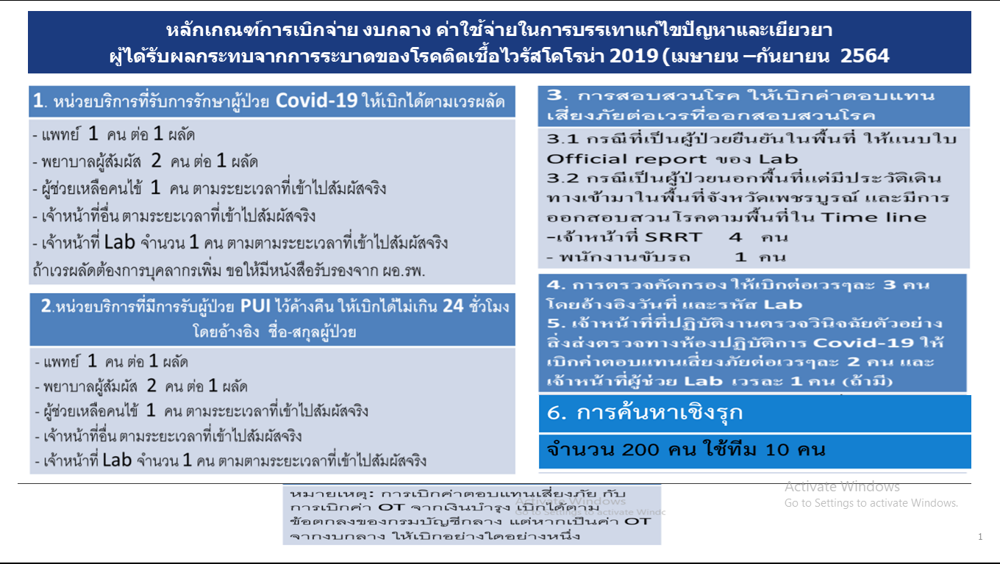 หลักเกณฑ์การเบิกจ่าย งบกลาง ค่าใช้จ่ายในการบรรเทาแก้ไขปัญหาและเยียวยา
ผู้ได้รับผลกระทบจากการระบาดของโรคติดเชื้อไวรัสโคโรน่า 2019 (เมษายน –กันยายน 2564
1. หน่วยบริการที่รับการรักษาผู้ป่วย Covid-19 ให้เบิกได้ตามเวรผลัด
- แพทย์ 1 คน ต่อ 1 ผลัด
- พยาบาลผู้สัมผัส 2 คน ต่อ 1 ผลัด
- ผู้ช่วยเหลือคนไข้ 1 คน ตามระยะเวลาที่เข้าไปสัมผัสจริง
- เจ้าหน้าที่อื่น ตามระยะเวลาที่เข้าไปสัมผัสจริง
- เจ้าหน้าที่ Lab จำนวน 1 คน ตามตามระยะเวลาที่เข้าไปสัมผัสจริง
ถ้าเวรผลัดต้องการบุคลากรเพิ่ม ขอให้มีหนังสือรับรองจาก ผอ.รพ.
2.หน่วยบริการที่มีการรับผู้ป่วย PUI ไว้ค้างคืน ให้เบิกได้ไม่เกิน 24 ชั่วโมง
โดยอ้างอิง ชื่อ-สกุลผู้ป่วย
- แพทย์ 1 คน ต่อ 1 ผลัด
- พยาบาลผู้สัมผัส 2 คน ต่อ 1 ผลัด
- ผู้ช่วยเหลือคนไข้ 1 คน ตามระยะเวลาที่เข้าไปสัมผัสจริง
- เจ้าหน้าที่อื่น ตามระยะเวลาที่เข้าไปสัมผัสจริง
- เจ้าหน้าที่ Lab จำนวน 1 คน ตามตามระยะเวลาที่เข้าไปสัมผัสจริง
3. การสอบสวนโรค ให้เบิกค่าตอบแทน
เสี่ยงภัยต่อเวรที่ออกสอบสวนโรค
3.1 กรณีที่เป็นผู้ป่วยยืนยันในพื้นที่ ให้แนบใบ
Official report ของ Lab
3.2 กรณีเป็นผู้ป่วยนอกพื้นที่แต่มีประวัติเดิน
ทางเข้ามาในพื้นที่จังหวัดเพชรบูรณ์ และมีการ
ออกสอบสวนโรคตามพื้นที่ใน Time line
–เจ้าหน้าที่ SRRT 4 คน
- พนักงานขับรถ 1 คน
4. การตรวจคัดกรอง ให้เบิกต่อเวรๆละ 3 คน
โดยอ้างอิงวันที่ และรหัส Lab
5. เจ้าหน้าที่ที่ปฏิบัติงานตรวจวินิจฉัยตัวอย่าง
สิ่งส่งตรวจทางห้องปฏิบัติการ Covid-19 ให้
เบิกค่าตอบแทนเสี่ยงภัยต่อเวรๆละ 2 คน และ
เจ้าหน้าที่ผู้ช่วย Lab เวรละ 1 คน (ถ้ามี)
6. การค้นหาเชิงรุก
จำนวน 200 คน ใช้ทีม 10 คน
หมายเหตุ: การเบิกค่าตอบแทนเสี่ยงภัย กับ
การเบิกค่า OT จากเงินบำรุง เบิกได้ตาม
ข้อตกลงของกรมบัญชีกลาง แต่หากเป็นค่า OT
จากงบกลาง ให้เบิกอย่างใดอย่างหนึ่ง
Activate Windows
Go to Settings to activate Windc
Activate Windows
Go to Settings to activate Windows.
1